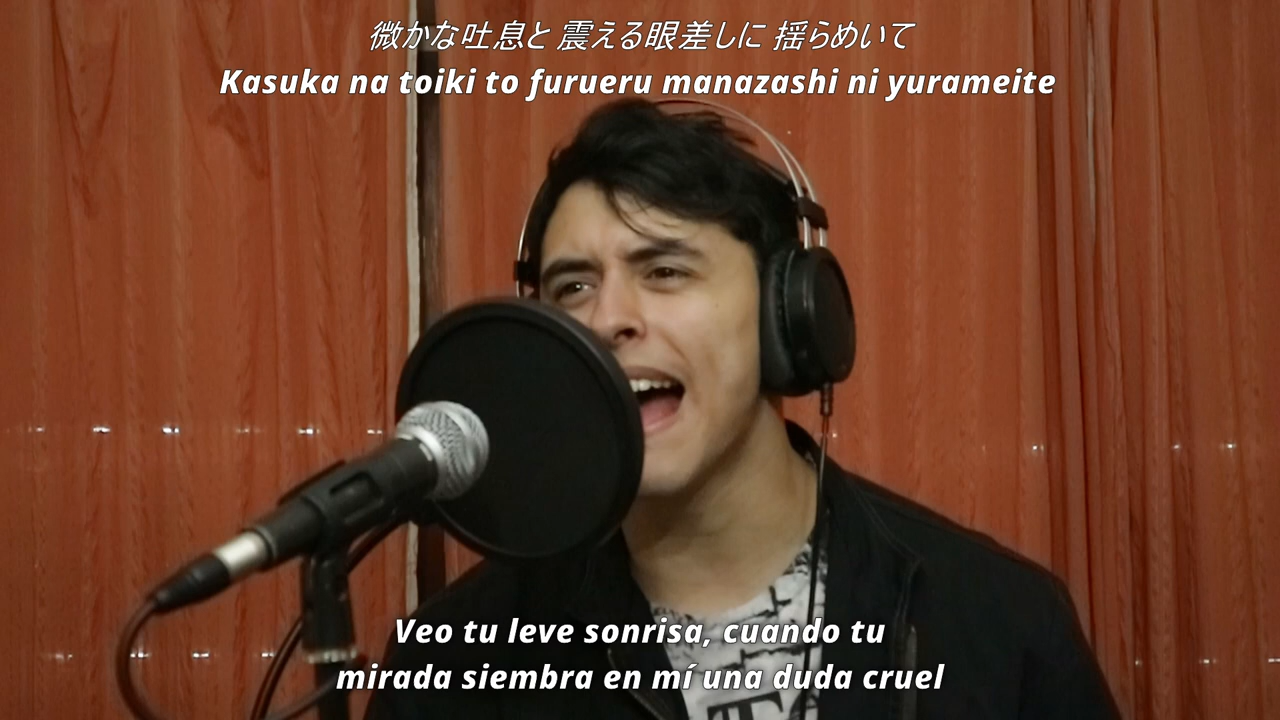 微かな吐息と 震える眼差しに 揺らめいて
Kasuka na toiki to furueru manazashi ni yurameite
Veo tu leve sonrisa, cuando tu
mirada siembra en mí una duda cruel